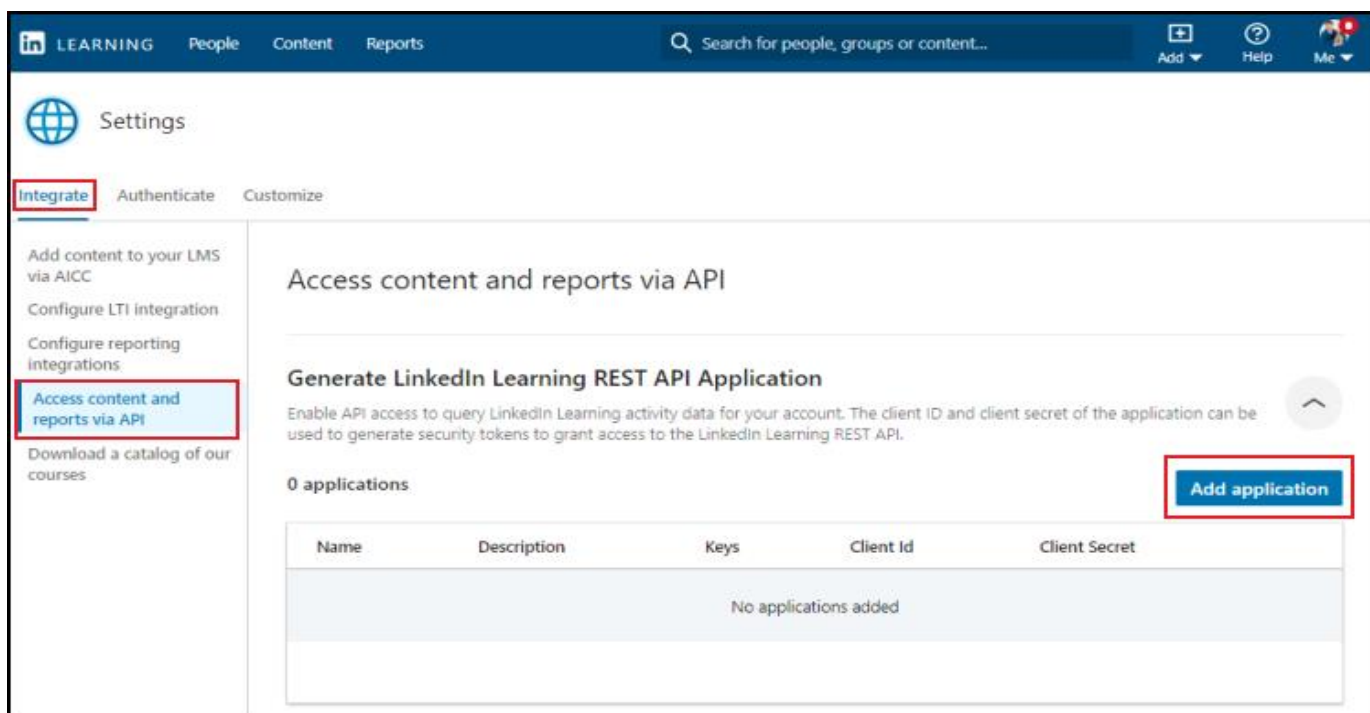 in LEARNING People Content Reports Search for people, groups or content... Add Help Me
Settings
Integrate Authenticate Customize
Add content to your LMS
via AICC
Configure LTI integration
Configure reporting
integrations
Access content and
reports via API
Download a catalog of our
courses
Access content and reports via API
Generate LinkedIn Learning REST API Application
Enable API access to query LinkedIn Learning activity data for your account. The client ID and client secret of the application can be
used to generate security tokens to grant access to the LinkedIn Learning REST API.
0 applications Add application
Name Description Keys Client Id Client Secret
No applications added